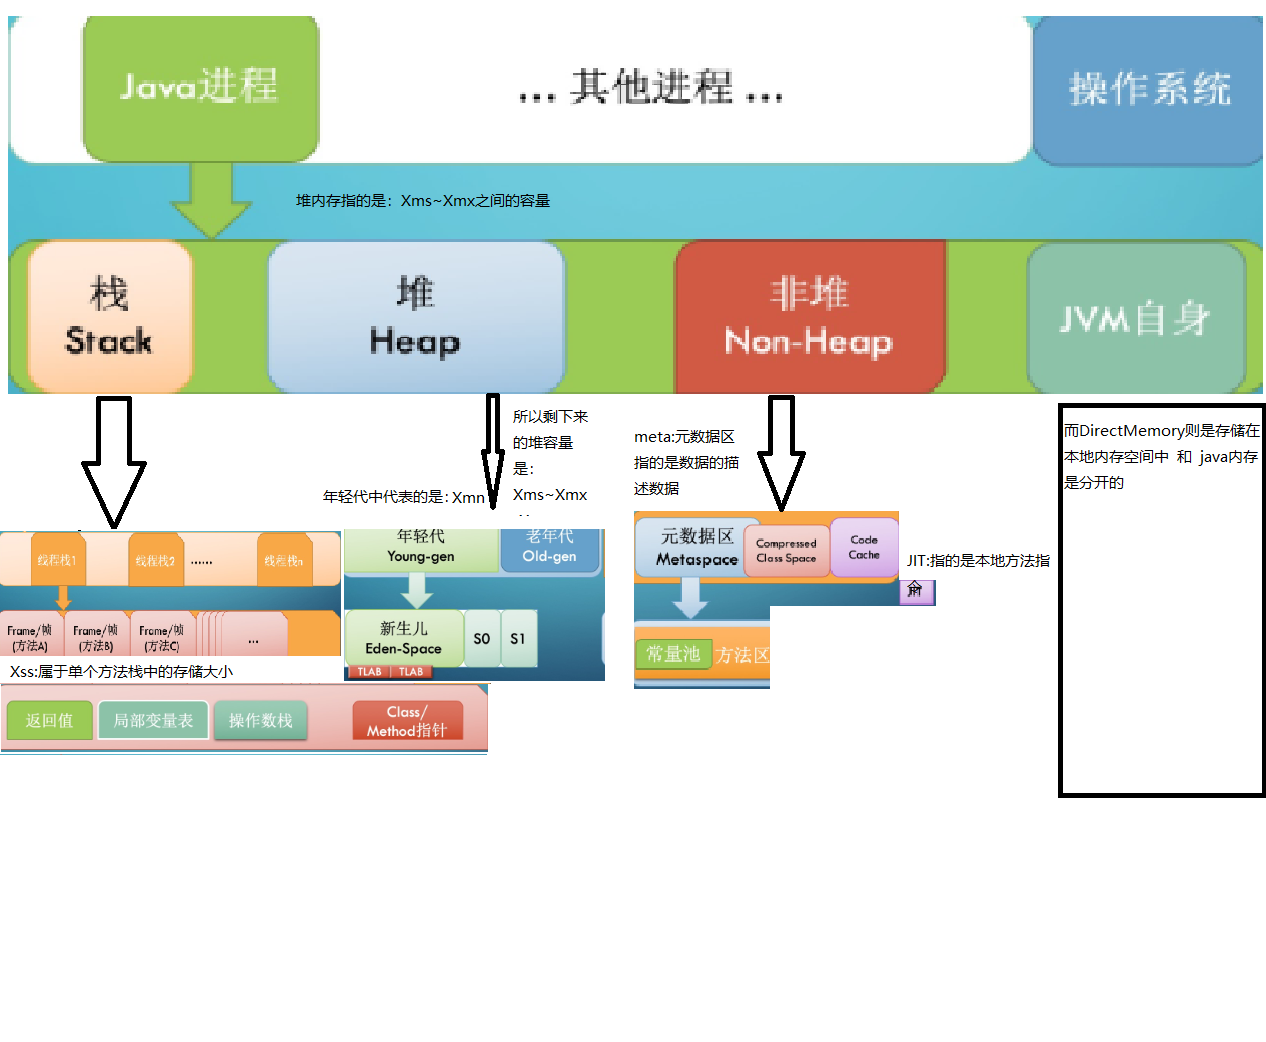 Java进程
... 其他进程 ...
操作系统
堆内存指的是：Xms~Xmx之间的容量
栈
Stack
堆
Heap
非堆
Non-Heap
JVM自身
所以剩下来
的堆容量
是：
Xms~Xmx
年轻代中代表的是：Xmn
meta:元数据区
指的是数据的描
述数据
而DirectMemory则是存储在
本地内存空间中 和 java内存
是分开的
线程栈1
线程栈2
......
线程栈n
Frame/帧
(方法A)
Frame/帧
(方法B)
Frame/帧
(方法C)
...
Xss:属于单个方法栈中的存储大小
返回值
局部变量表
操作数栈
Class/
Method指针
年轻代
Young-gen
老年代
Old-gen
新生儿
Eden-Space
S0
S1
TLAB
TLAB
元数据区
Metaspace
Compressed
Class Space
Code
Cache
JIT:指的是本地方法指
常量池
方法区